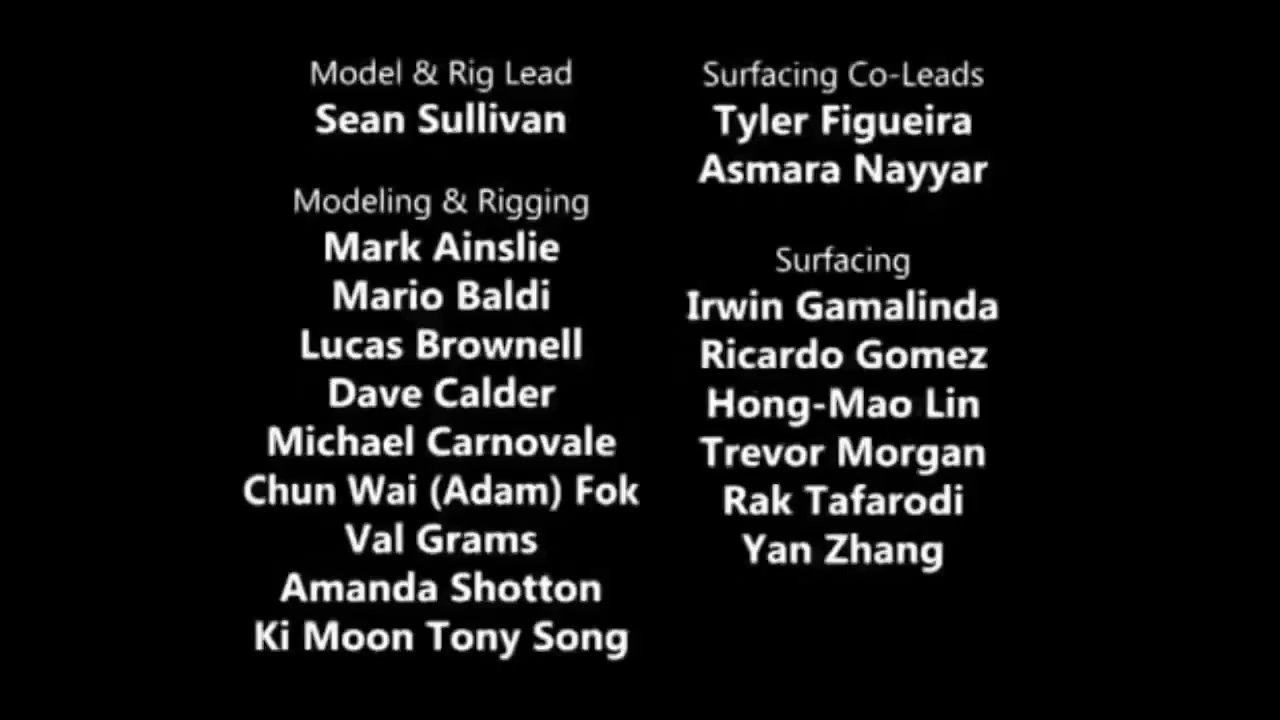 Model & Rig Lead
Sean Sullivan
Modeling & Rigging
Mark Ainslie
Mario Baldi
Lucas Brownell
Dave Calder
Michael Carnovale
Chun Wai (Adam) Fok
Val Grams
Amanda Shotton
Ki Moon Tony Song
Surfacing Co-Leads
Tyler Figueira
Asmara Nayyar
Surfacing
Irwin Gamalinda
Ricardo Gomez
Hong-Mao Lin
Trevor Morgan
Rak Tafarodi
Yan Zhang